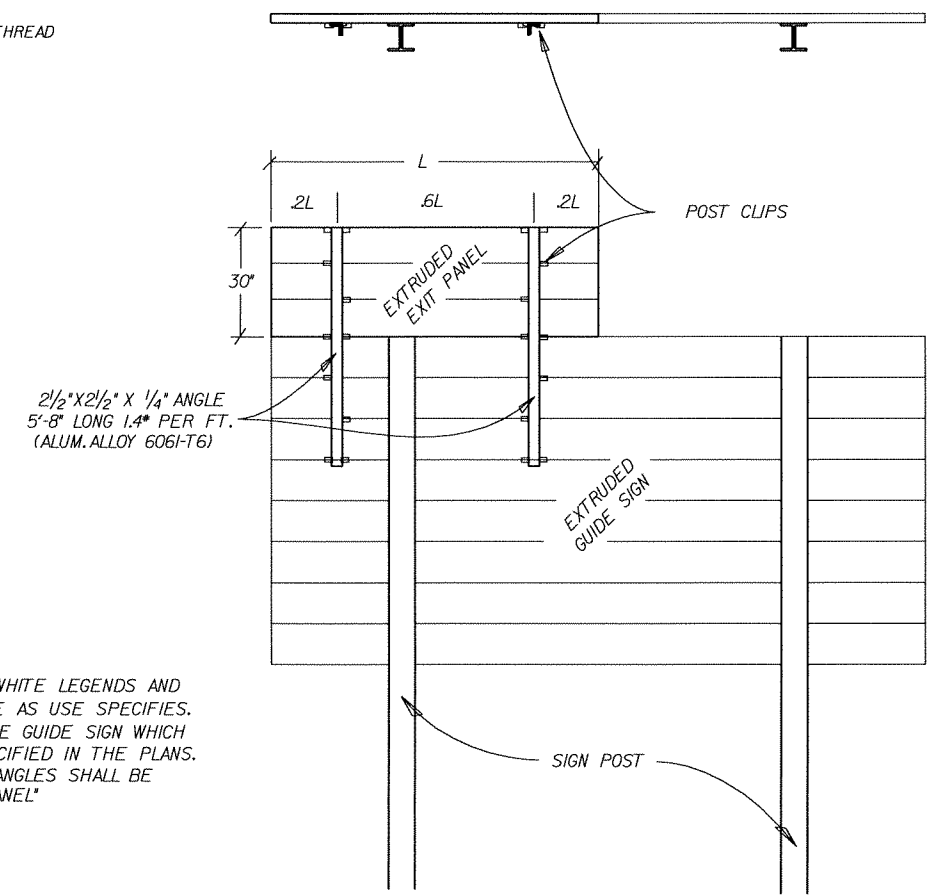 THREAD
L
.2L
.6L
.2L
POST CLIPS
30"
EXTRUDED
EXIT PANEL
2½"X2½" X ¼" ANGLE
5'-8" LONG 1.4# PER FT.
(ALUM. ALLOY 6061-T6)
EXTRUDED
GUIDE SIGN
WHITE LEGENDS AND
E AS USE SPECIFIES.
E GUIDE SIGN WHICH
CIFIED IN THE PLANS.
ANGLES SHALL BE
ANEL"
SIGN POST